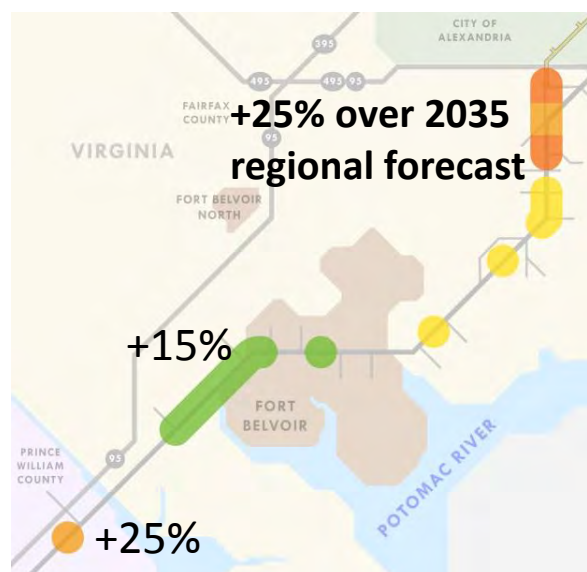 CITY OF
ALEXANDRIA
395
495
495
95
FAIRFAX
COUNTY
+25% over 2035
regional forecast
95
VIRGINIA
FORT BELVOIR
NORTH
+15%
FORT
BELVOIR
PRINCE
WILLIAM
COUNTY
95
POTOMAC RIVER
+25%